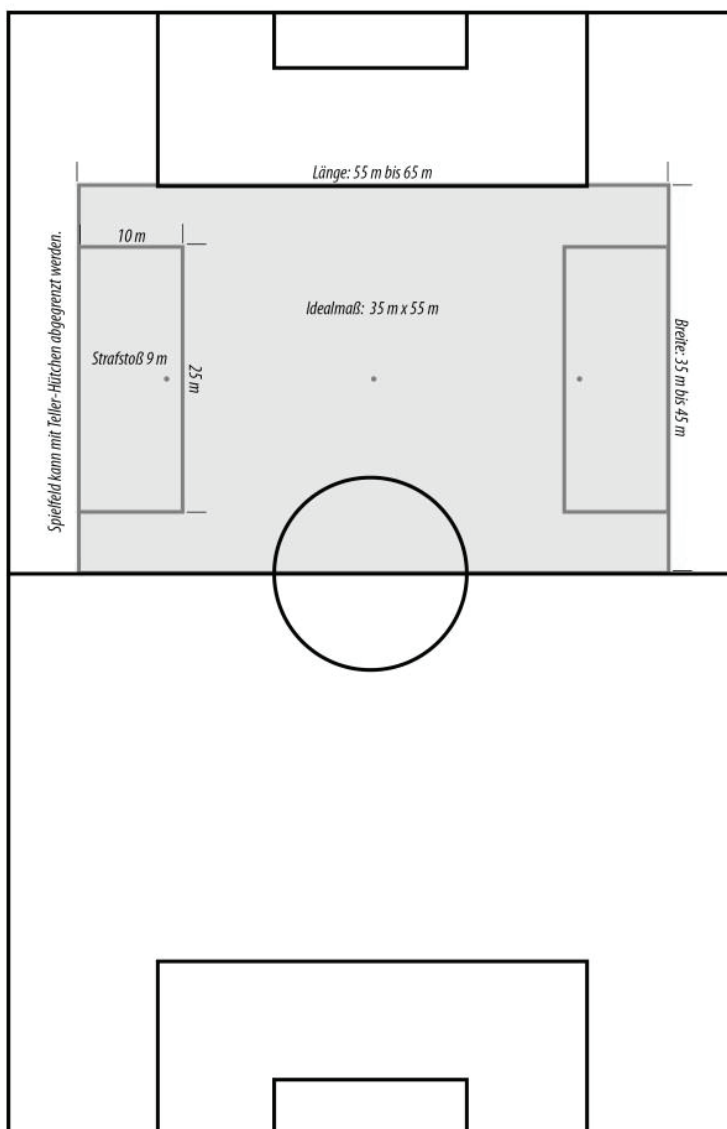 Länge: 55 m bis 65 m
10 m
Idealmaß: 35 m x 55 m
Strafstoß 9 m
25 m
Breite: 35 m bis 45 m
Spielfeld kann mit Teller-Hütchen abgegrenzt werden.